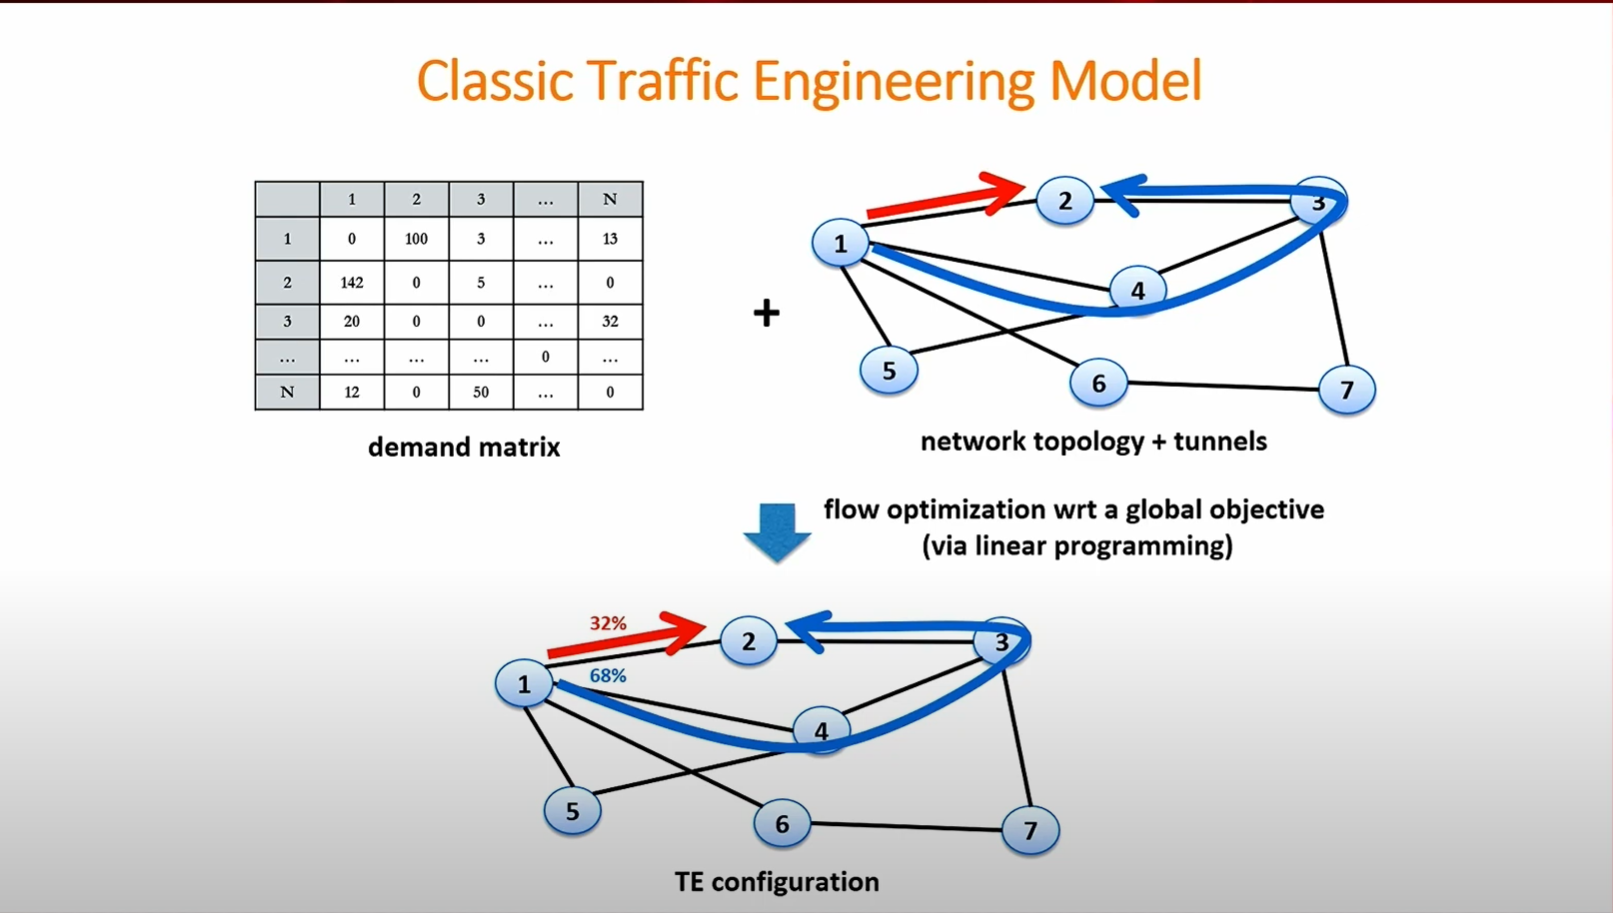 Classic Traffic Engineering Model
1 2 3 ... N
1 0 100 3 ... 13
2 142 0 5 ... 0
3 20 0 0 ... 32
... ... ... ... 0 ...
N 12 0 50 ... 0
demand matrix
+
1
2
3
4
5
6
7
network topology + tunnels
flow optimization wrt a global objective
(via linear programming)
32%
68%
1
2
3
4
5
6
7
TE configuration